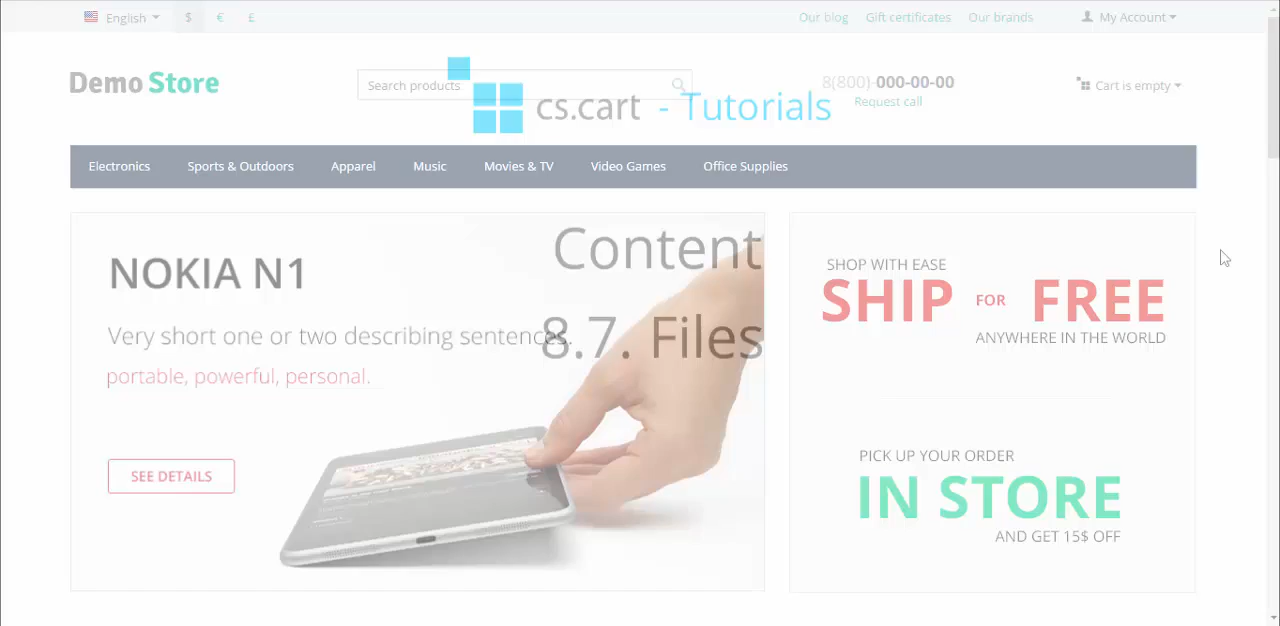 English $ € £ Our blog Gift certificates Our brands My Account
Demo Store Search products 8(800)-000-00-00 Cart is empty
Request call
cs.cart - Tutorials
Electronics Sports & Outdoors Apparel Music Movies & TV Video Games Office Supplies
Content
8.7. Files
NOKIA N1
Very short one or two describing sentences.
portable, powerful, personal.
SEE DETAILS
SHOP WITH EASE
SHIP FOR FREE
ANYWHERE IN THE WORLD
PICK UP YOUR ORDER
IN STORE
AND GET 15$ OFF